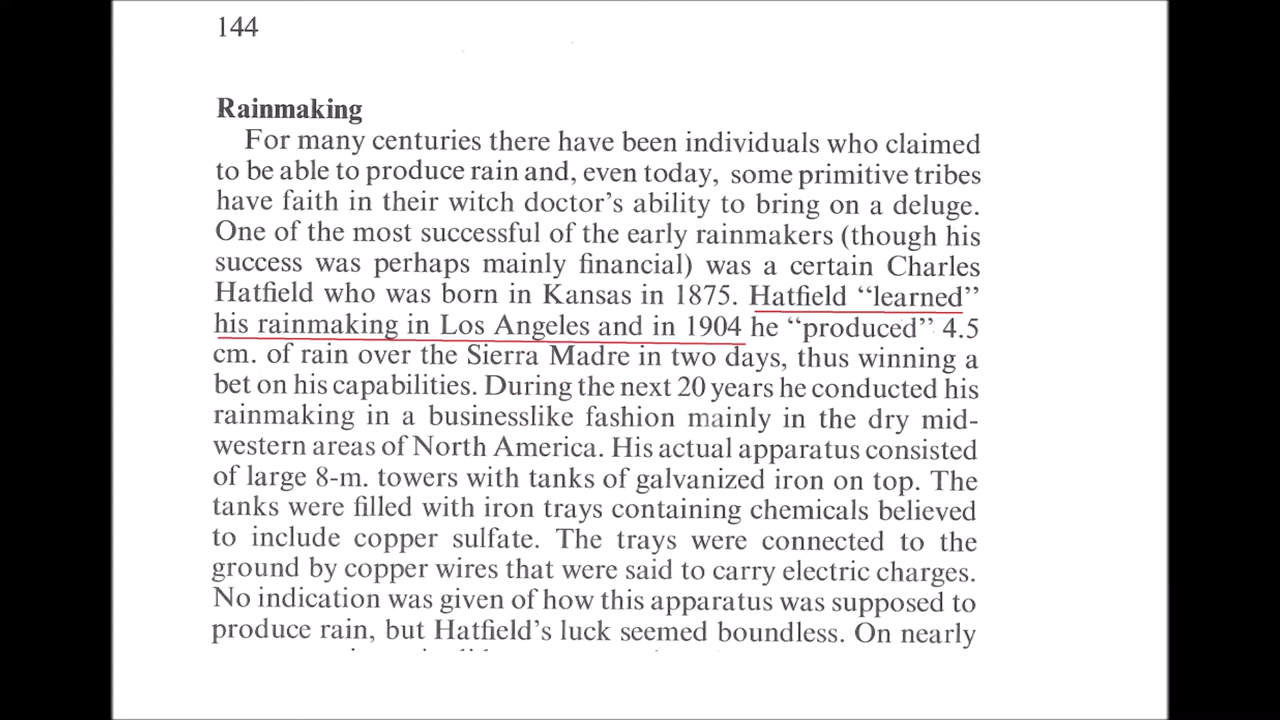 144
Rainmaking
For many centuries there have been individuals who claimed
to be able to produce rain and, even today, some primitive tribes
have faith in their witch doctor's ability to bring on a deluge.
One of the most successful of the early rainmakers (though his
success was perhaps mainly financial) was a certain Charles
Hatfield who was born in Kansas in 1875. Hatfield “learned”
his rainmaking in Los Angeles and in 1904 he “produced” 4.5
cm. of rain over the Sierra Madre in two days, thus winning a
bet on his capabilities. During the next 20 years he conducted his
rainmaking in a businesslike fashion mainly in the dry mid-
western areas of North America. His actual apparatus consisted
of large 8-m. towers with tanks of galvanized iron on top. The
tanks were filled with iron trays containing chemicals believed
to include copper sulfate. The trays were connected to the
ground by copper wires that were said to carry electric charges.
No indication was given of how this apparatus was supposed to
produce rain, but Hatfield's luck seemed boundless. On nearly